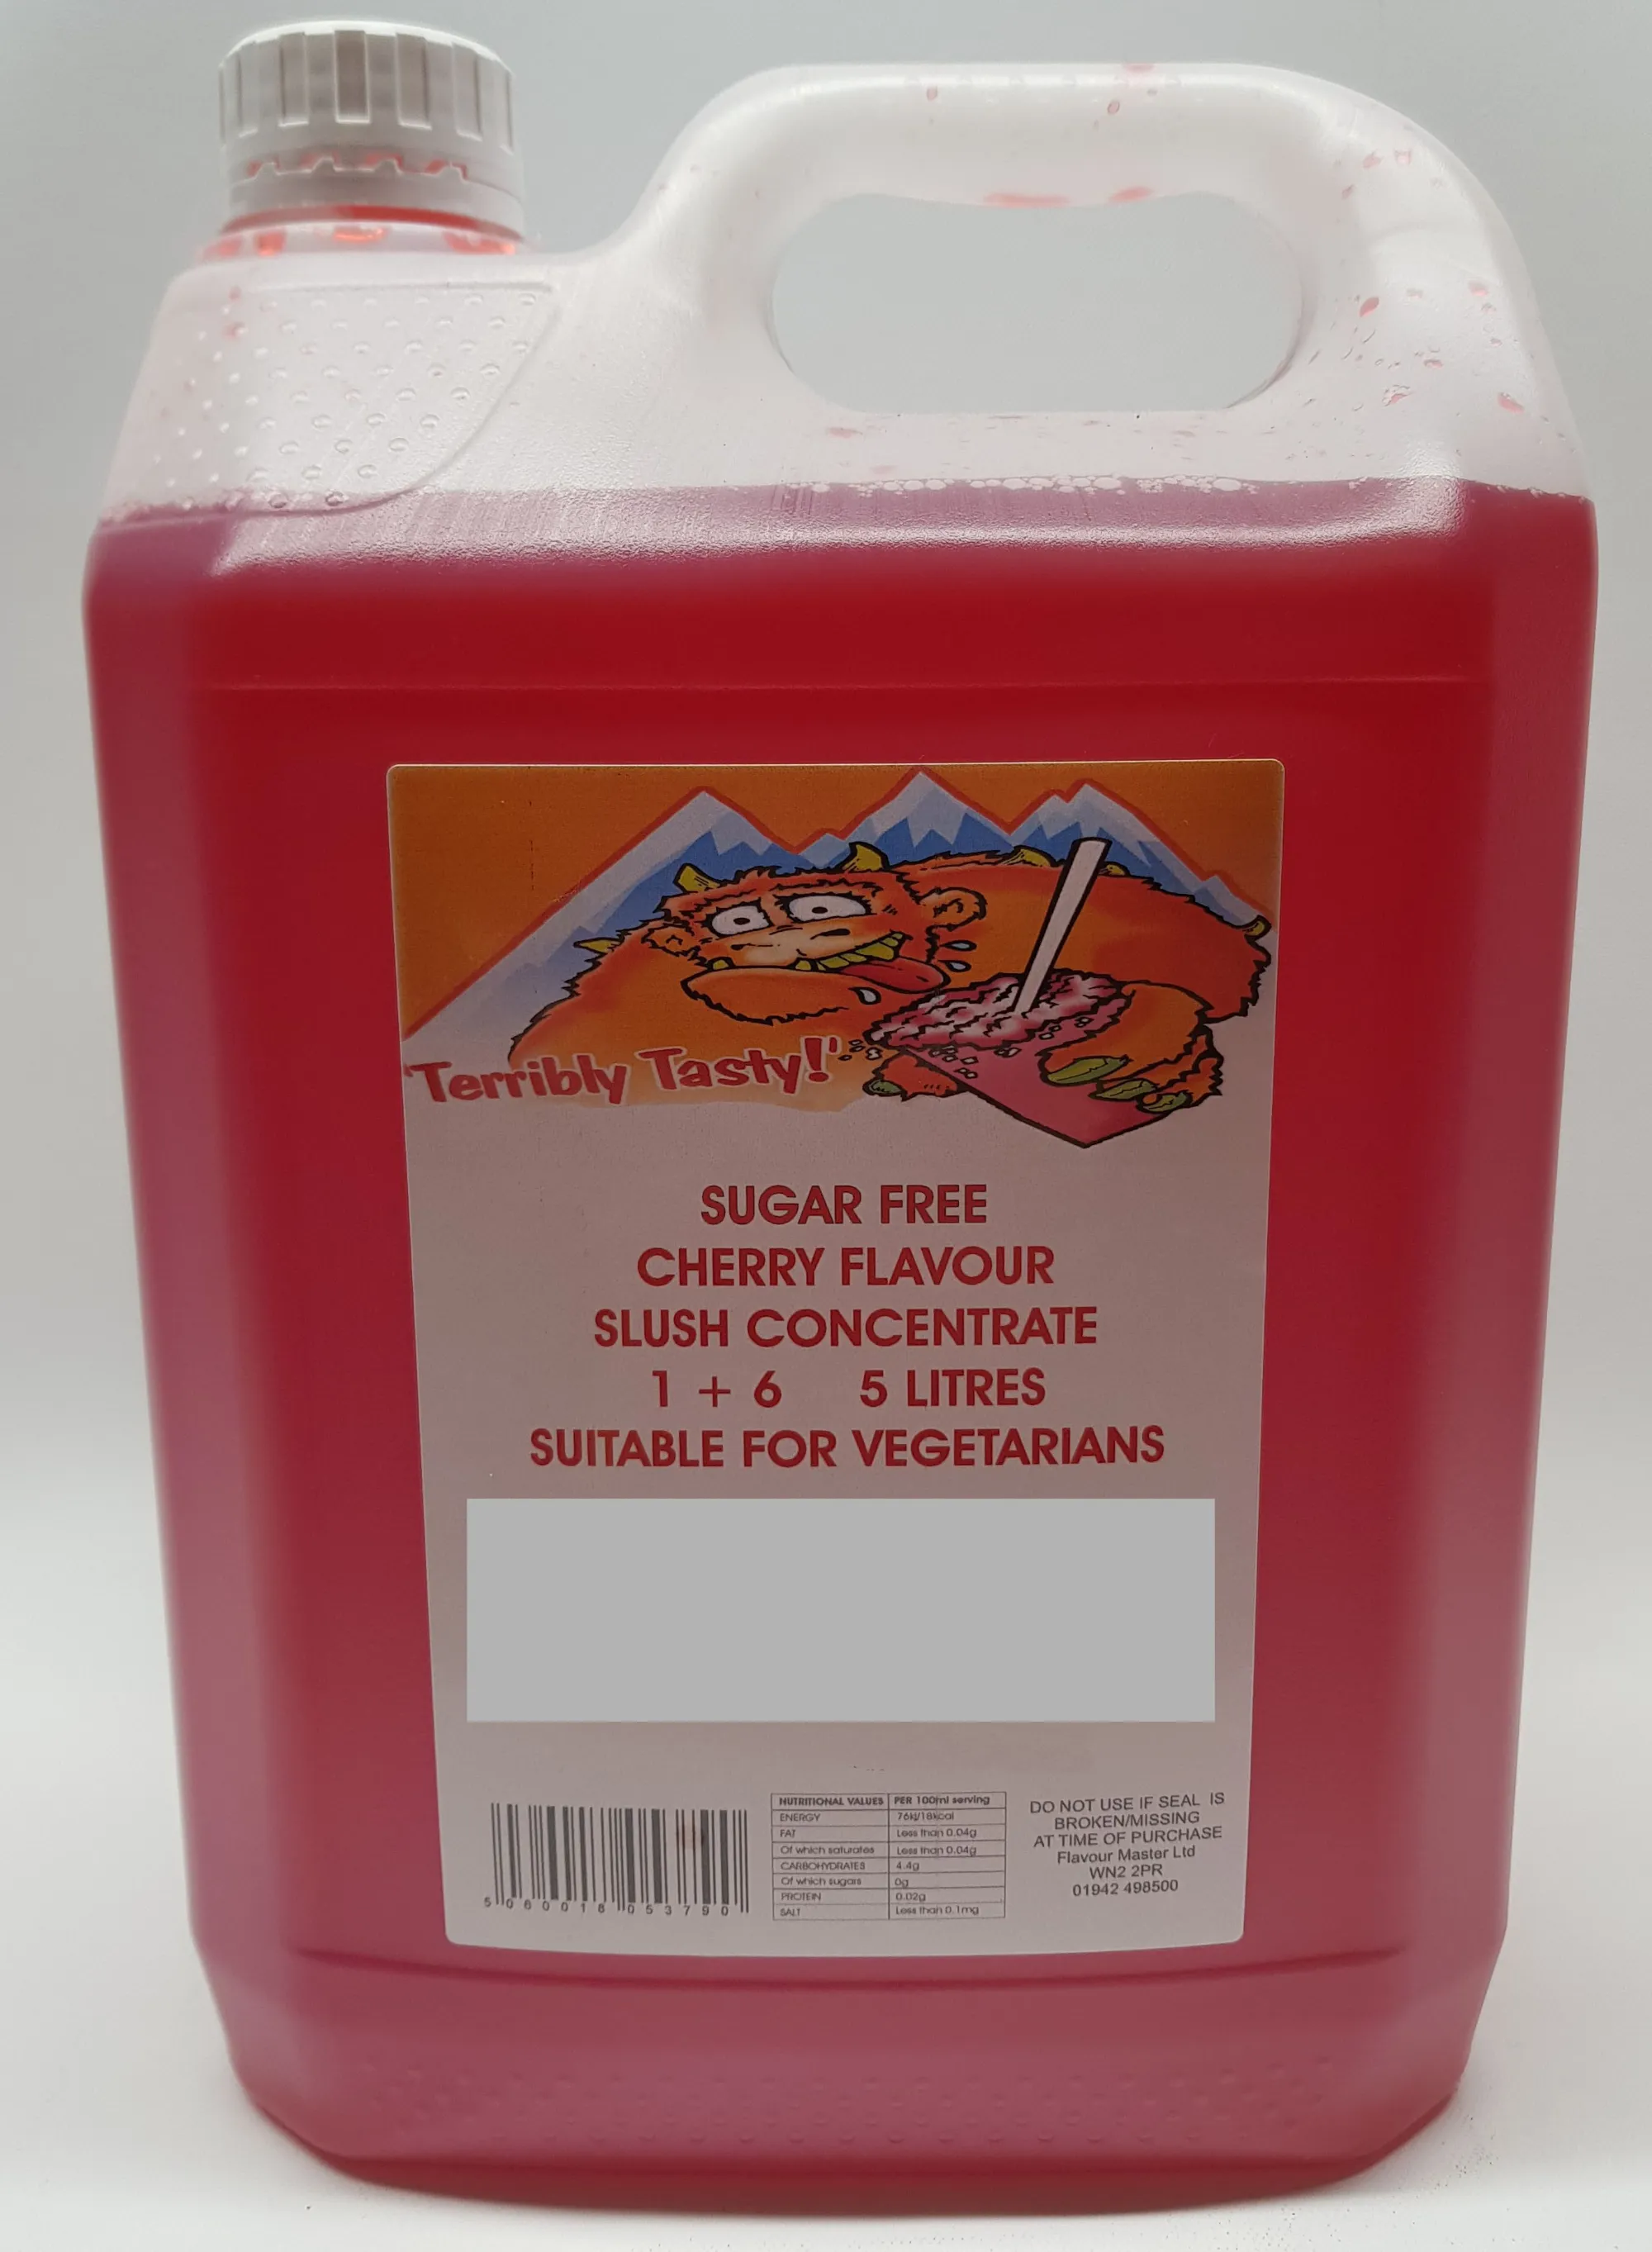 'Terribly Tasty!'
SUGAR FREE
CHERRY FLAVOUR
SLUSH CONCENTRATE
1 + 6 5 LITRES
SUITABLE FOR VEGETARIANS
5 060018 053790
NUTRITIONAL VALUES PER 100ml serving
ENERGY 76kj/18kcal
FAT Less than 0.04g
Of which saturates Less than 0.04g
CARBOHYDRATES 4.4g
Of which sugars 0g
PROTEIN 0.02g
SALT Less than 0.1mg
DO NOT USE IF SEAL IS
BROKEN/MISSING
AT TIME OF PURCHASE
Flavour Master Ltd
WN2 2PR
01942 498500